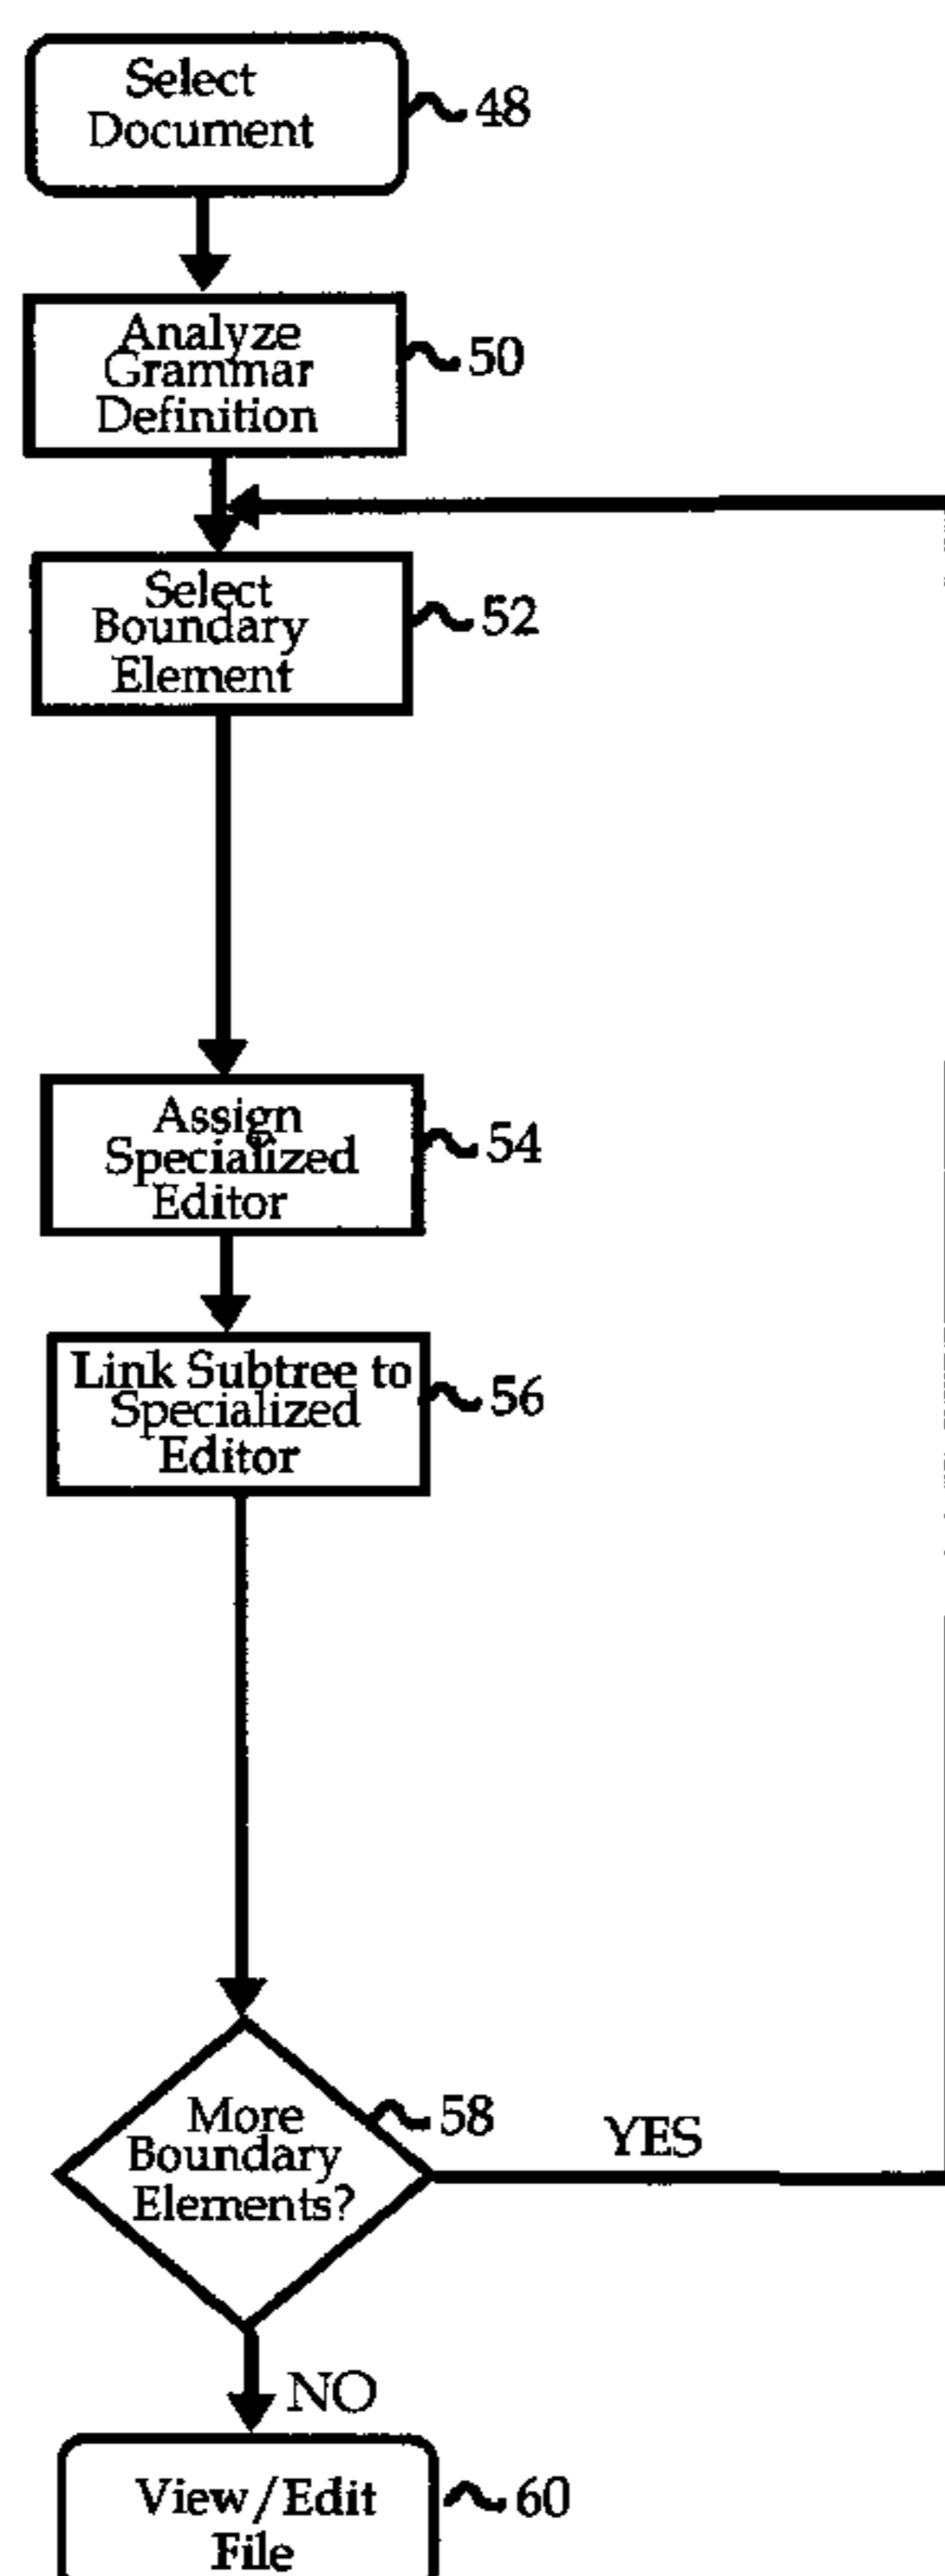 Select
Document
48
Analyze
Grammar
Definition
50
Select
Boundary
Element
52
Assign
Specialized
Editor
54
Link Subtree to
Specialized
Editor
56
More
Boundary
Elements?
58
YES
NO
View/Edit
File
60